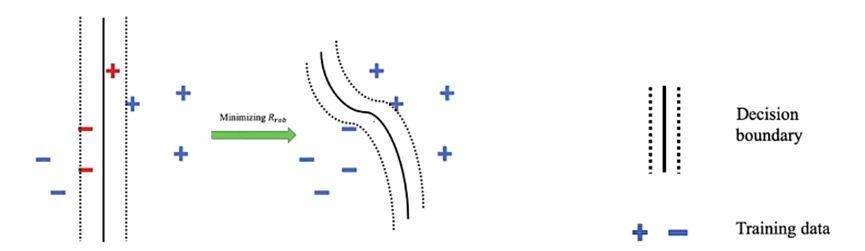 Minimizing R_rob
Decision
boundary
Training data